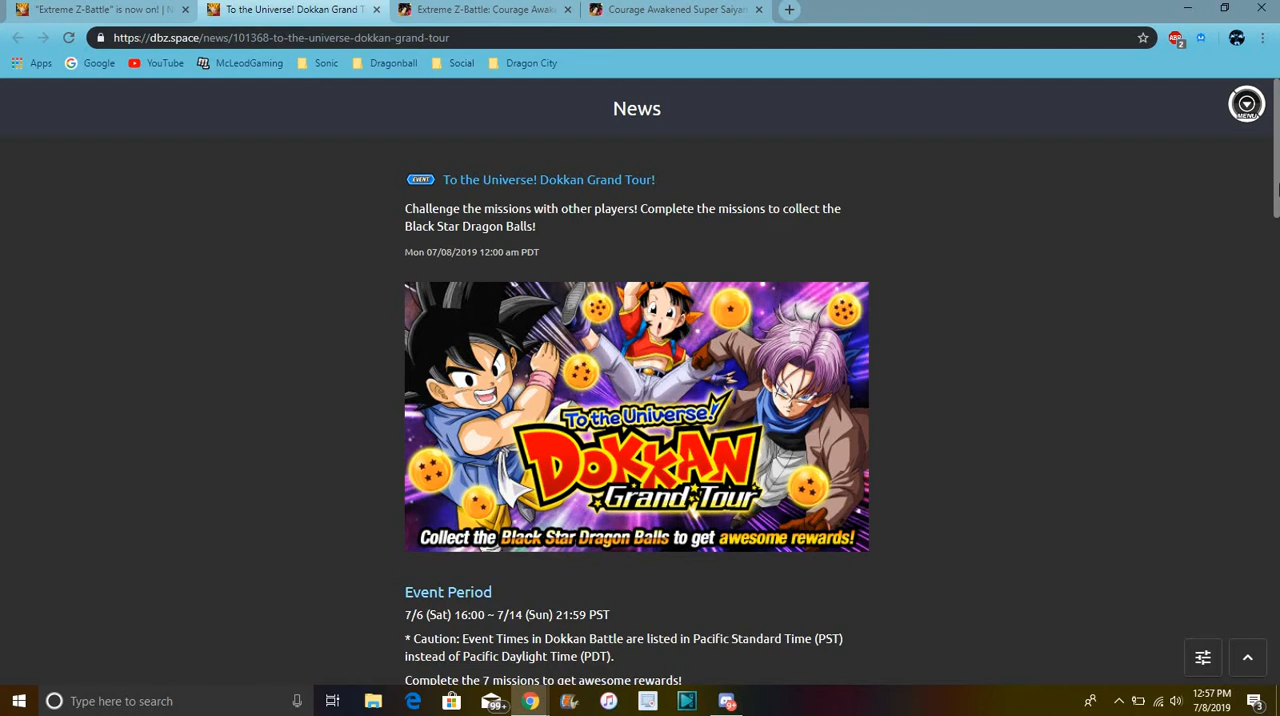 "Extreme Z-Battle" is now on! | N
To the Universe! Dokkan Grand T
Extreme Z-Battle: Courage Awak
Courage Awakened Super Saiyan
https://dbz.space/news/101368-to-the-universe-dokkan-grand-tour
ABP
2
Apps
Google
YouTube
McLeodGaming
Sonic
Dragonball
Social
Dragon City
News
MENU
EVENT To the Universe! Dokkan Grand Tour!
Challenge the missions with other players! Complete the missions to collect the
Black Star Dragon Balls!
Mon 07/08/2019 12:00 am PDT
To the Universe!
DOKKAN
Grand Tour
Collect the Black Star Dragon Balls to get awesome rewards!
Event Period
7/6 (Sat) 16:00 ~ 7/14 (Sun) 21:59 PST
* Caution: Event Times in Dokkan Battle are listed in Pacific Standard Time (PST)
instead of Pacific Daylight Time (PDT).
Complete the 7 missions to get awesome rewards!
Type here to search
99+
9+
12:57 PM
7/8/2019
3